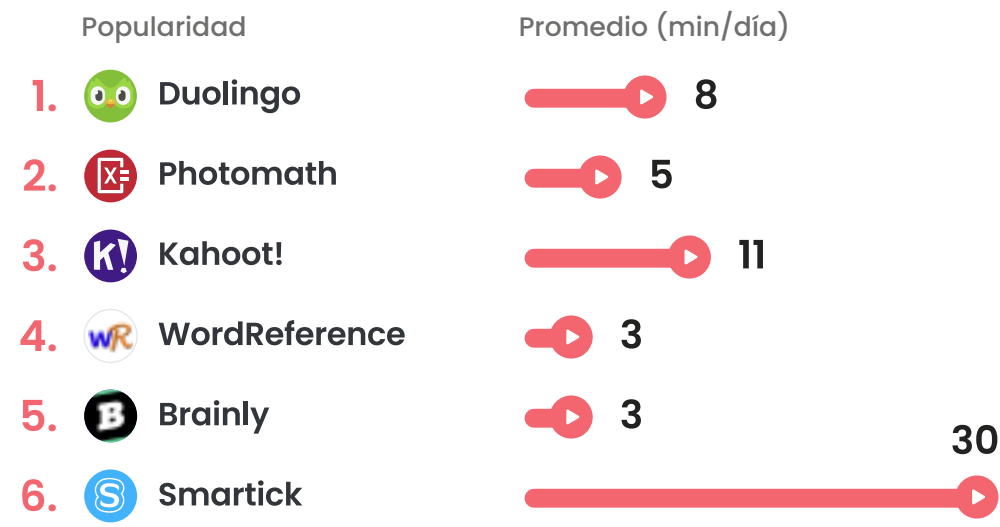 Popularidad Promedio (min/día)
1. Duolingo 8
2. Photomath 5
3. K! Kahoot! 11
4. WR WordReference 3
5. B Brainly 3
30
6. S Smartick